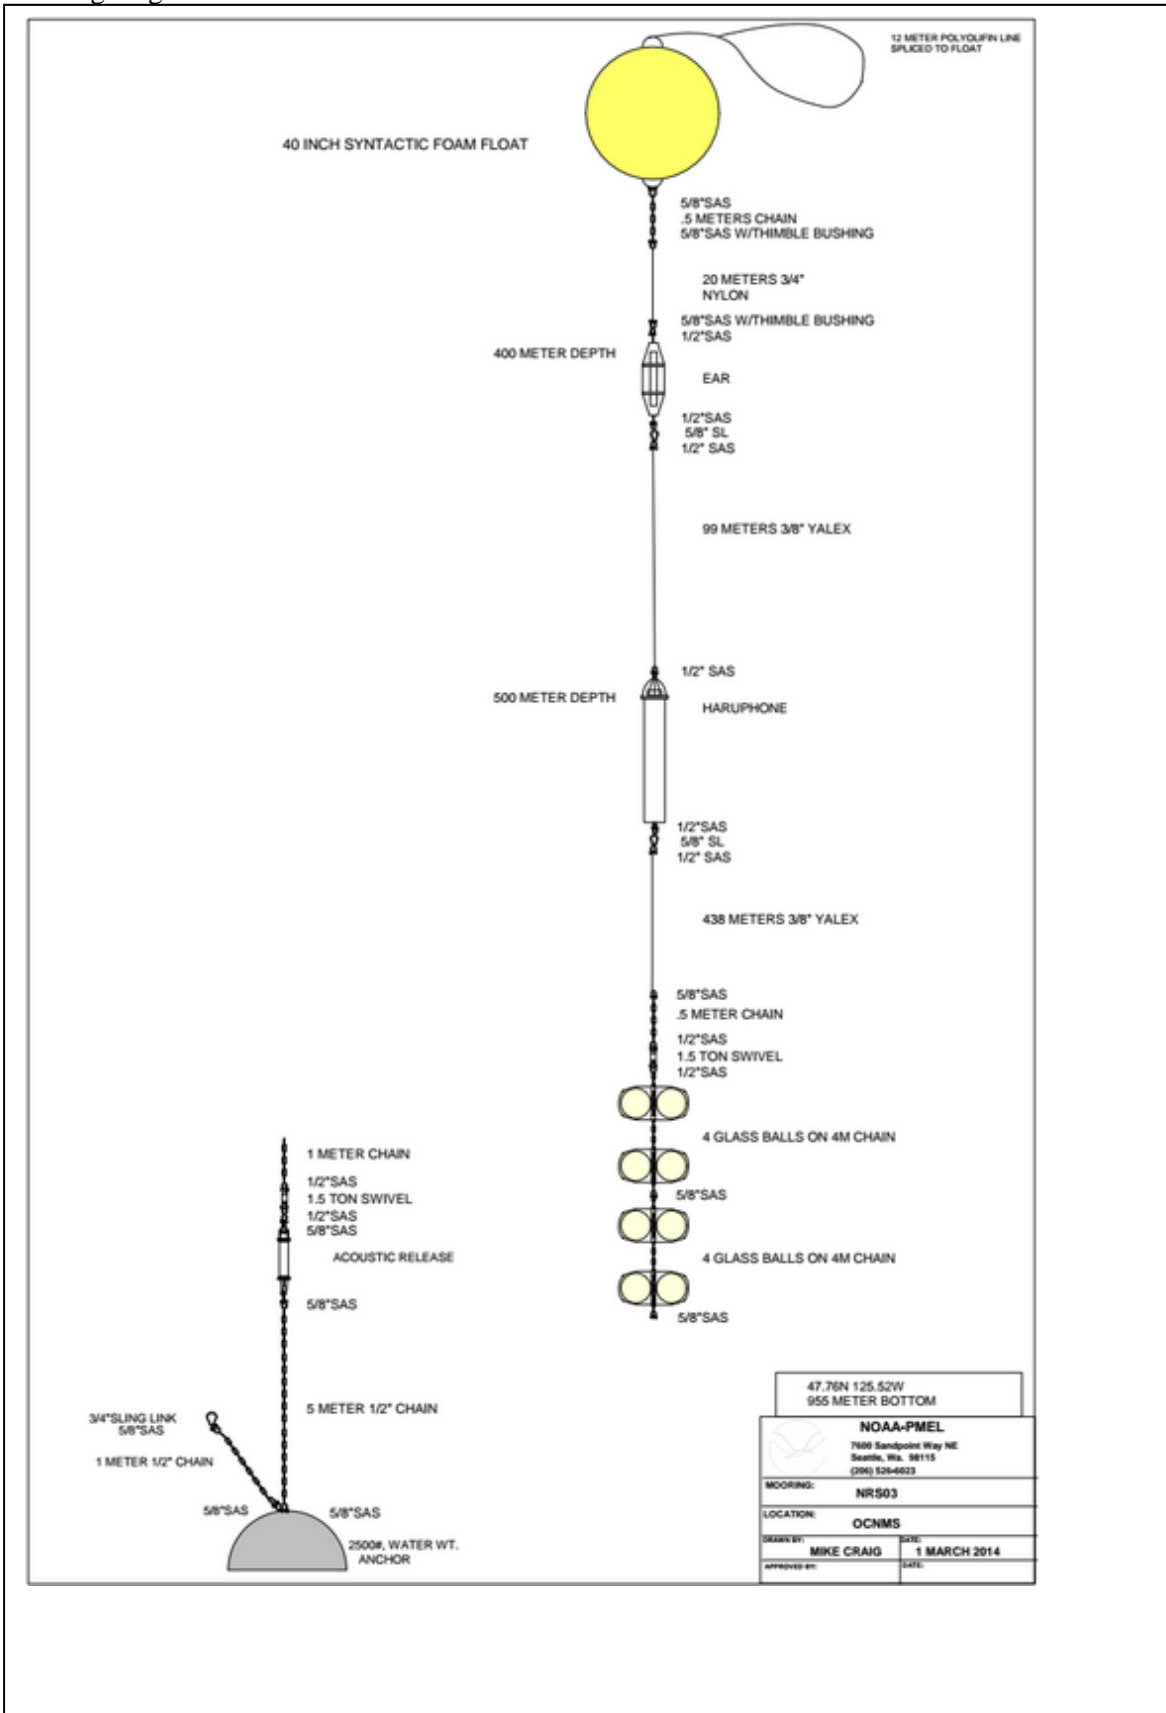 12 METER POLYOLIFIN LINE
SPLICED TO FLOAT
40 INCH SYNTACTIC FOAM FLOAT
5/8"SAS
.5 METERS CHAIN
5/8"SAS W/THIMBLE BUSHING
20 METERS 3/4"
NYLON
5/8"SAS W/THIMBLE BUSHING
1/2"SAS
400 METER DEPTH
EAR
1/2"SAS
5/8" SL
1/2" SAS
99 METERS 3/8" YALEX
1/2" SAS
500 METER DEPTH
HARUPHONE
1/2"SAS
5/8" SL
1/2" SAS
438 METERS 3/8" YALEX
5/8"SAS
.5 METER CHAIN
1/2"SAS
1.5 TON SWIVEL
1/2"SAS
4 GLASS BALLS ON 4M CHAIN
5/8"SAS
4 GLASS BALLS ON 4M CHAIN
5/8"SAS
1 METER CHAIN
1/2"SAS
1.5 TON SWIVEL
1/2"SAS
5/8"SAS
ACOUSTIC RELEASE
5/8"SAS
5 METER 1/2" CHAIN
3/4"SLING LINK
5/8"SAS
1 METER 1/2" CHAIN
5/8"SAS
5/8"SAS
2500#, WATER WT.
ANCHOR
47.76N 125.52W
955 METER BOTTOM
NOAA-PMEL
7600 Sandpoint Way NE
Seattle, Wa. 98115
(206) 526-6023
MOORING:
NRS03
LOCATION:
OCNMS
DRAWN BY:
MIKE CRAIG
DATE:
1 MARCH 2014
APPROVED BY:
DATE: